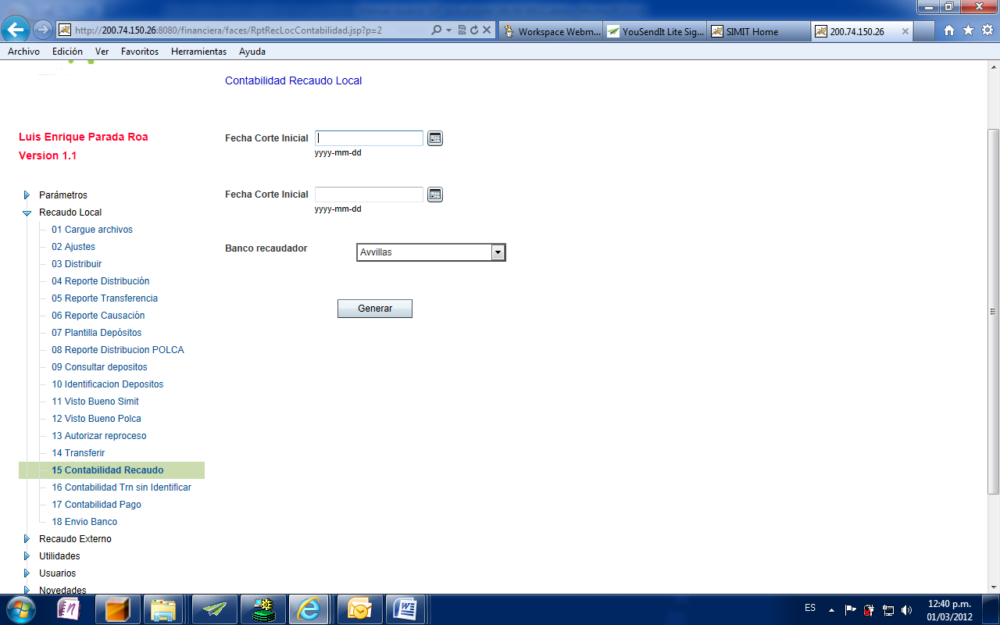 http://200.74.150.26:8080/financiera/faces/RptRecLocContabilidad.jsp?p=2
Workspace Webm...
YouSendIt Lite Sig...
SIMIT Home
200.74.150.26
Archivo Edición Ver Favoritos Herramientas Ayuda
Contabilidad Recaudo Local
Luis Enrique Parada Roa
Version 1.1
Parámetros
Recaudo Local
01 Cargue archivos
02 Ajustes
03 Distribuir
04 Reporte Distribución
05 Reporte Transferencia
06 Reporte Causación
07 Plantilla Depósitos
08 Reporte Distribucion POLCA
09 Consultar depositos
10 Identificacion Depositos
11 Visto Bueno Simit
12 Visto Bueno Polca
13 Autorizar reproceso
14 Transferir
15 Contabilidad Recaudo
16 Contabilidad Trn sin Identificar
17 Contabilidad Pago
18 Envio Banco
Recaudo Externo
Utilidades
Usuarios
Novedades
Fecha Corte Inicial
yyyy-mm-dd
Fecha Corte Inicial
yyyy-mm-dd
Banco recaudador
Avvillas
Generar
ES
12:40 p.m.
01/03/2012